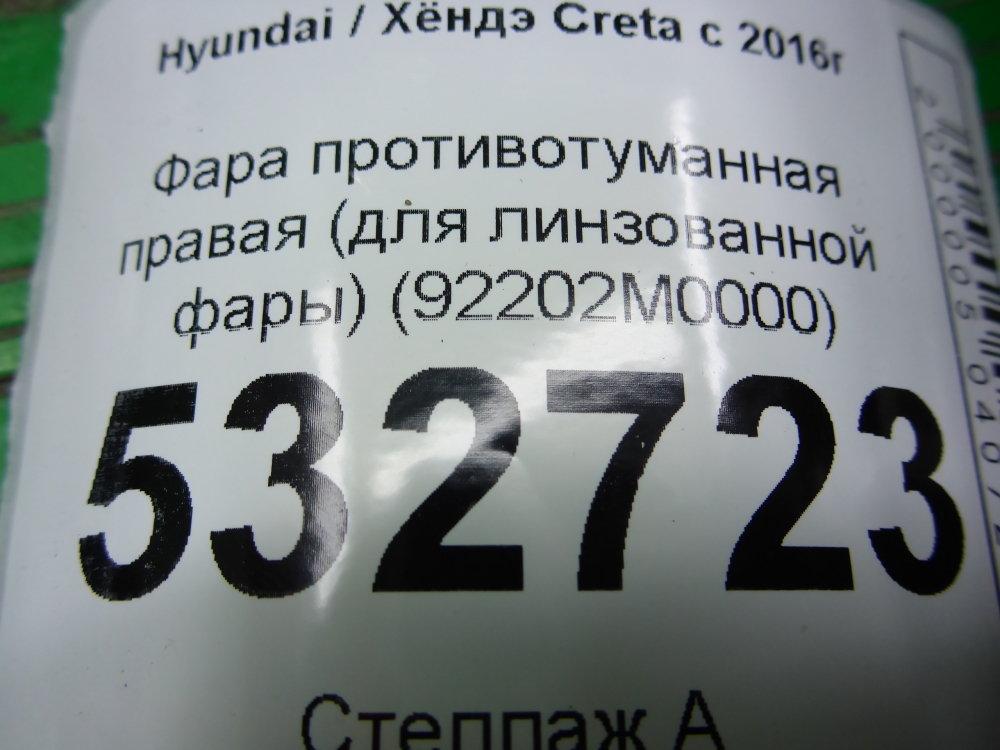 Hyundai / Хёндэ Creta с 2016г
Фара противотуманная
правая (для линзованной
фары) (92202M0000)
532723
Стеллаж А